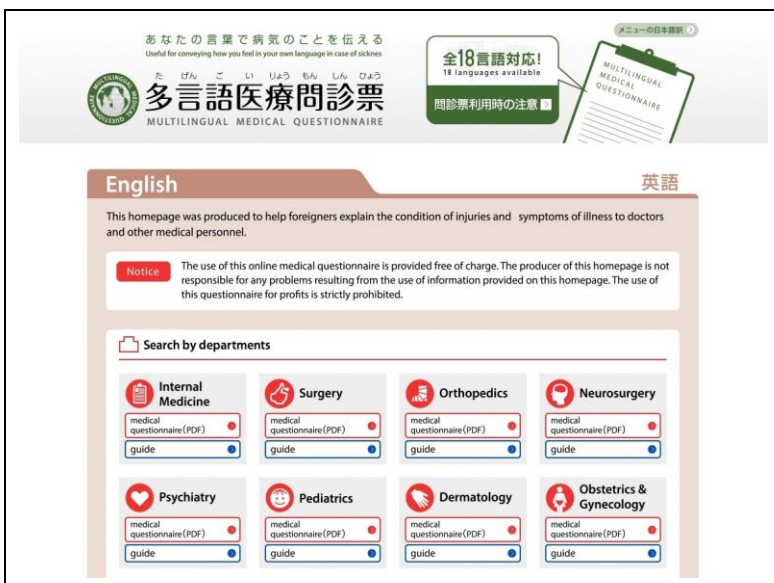 メニューの日本語訳
あなたの言葉で病気のことを伝える
Useful for conveying how you feel in your own language in case of sicknes
た げん ご い りょう もん しん ひょう
多言語医療問診票
MULTILINGUAL MEDICAL QUESTIONNAIRE
MULTILINGUAL MEDICAL QUESTIONNAIRE
全18言語対応!
18 languages available
問診票利用時の注意
MULTILINGUAL
MEDICAL
QUESTIONNAIRE
English
英語
This homepage was produced to help foreigners explain the condition of injuries and symptoms of illness to doctors
and other medical personnel.
Notice
The use of this online medical questionnaire is provided free of charge. The producer of this homepage is not
responsible for any problems resulting from the use of information provided on this homepage. The use of
this questionnaire for profits is strictly prohibited.
Search by departments
Internal
Medicine
medical
questionnaire(PDF)
guide
Surgery
medical
questionnaire(PDF)
guide
Orthopedics
medical
questionnaire(PDF)
guide
Neurosurgery
medical
questionnaire(PDF)
guide
Psychiatry
medical
questionnaire(PDF)
guide
Pediatrics
medical
questionnaire(PDF)
guide
Dermatology
medical
questionnaire(PDF)
guide
Obstetrics &
Gynecology
medical
questionnaire(PDF)
guide